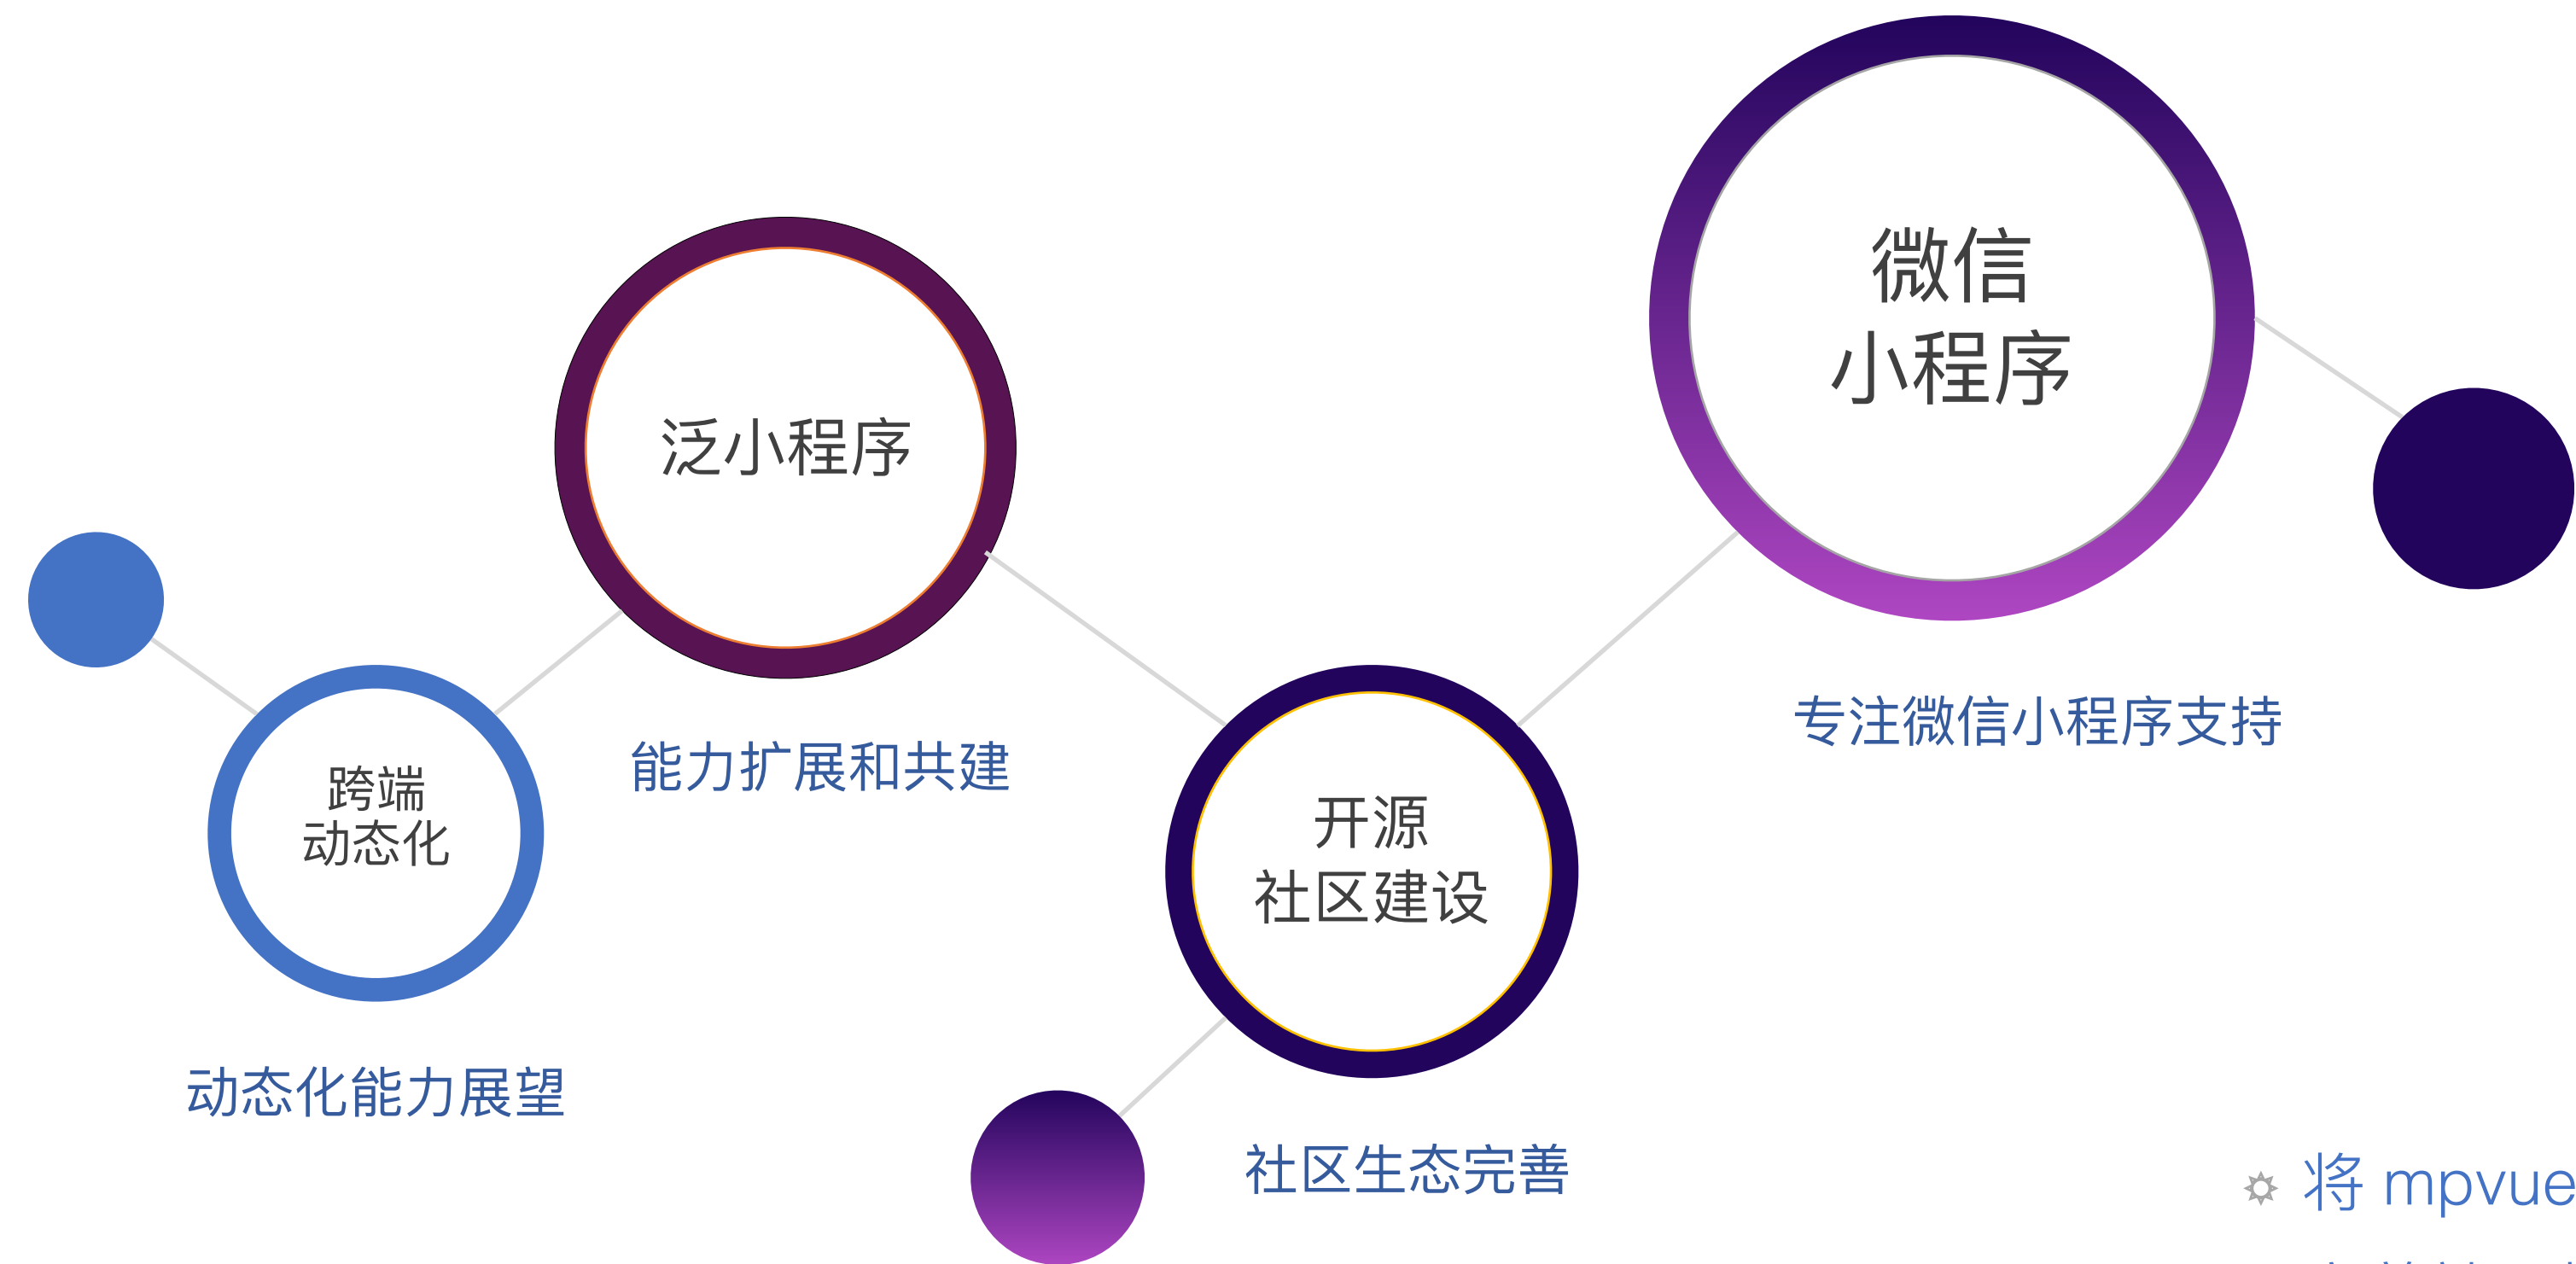 微信
小程序
泛小程序
专注微信小程序支持
能力扩展和共建
跨端
动态化
开源
社区建设
动态化能力展望
社区生态完善
将 mpvue